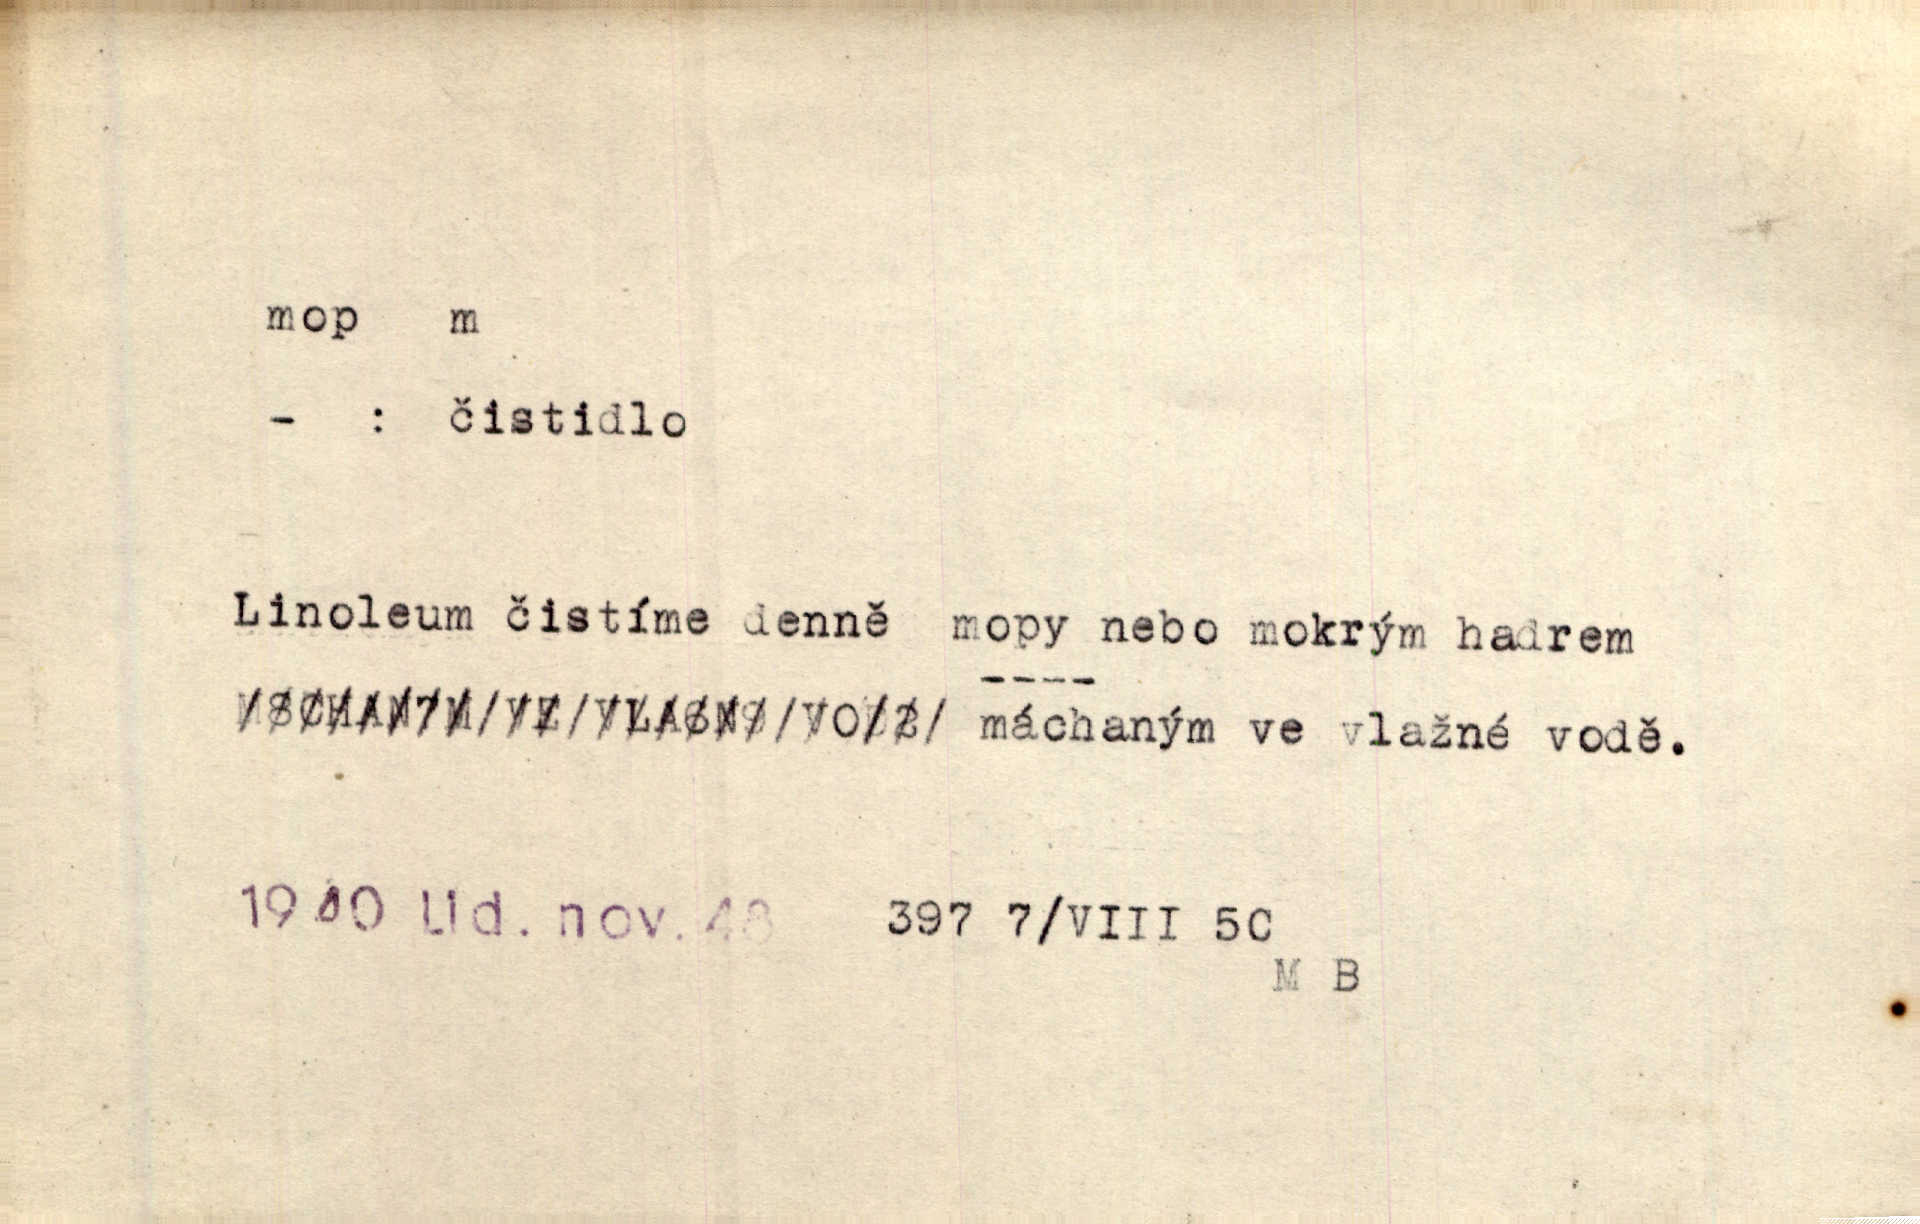 mop m
- : čistidlo
Linoleum čistíme denně mopy nebo mokrým hadrem
----
máchaným ve vlažné vodě.
Lid. nov. 48 397 7/VIII 5C
M B